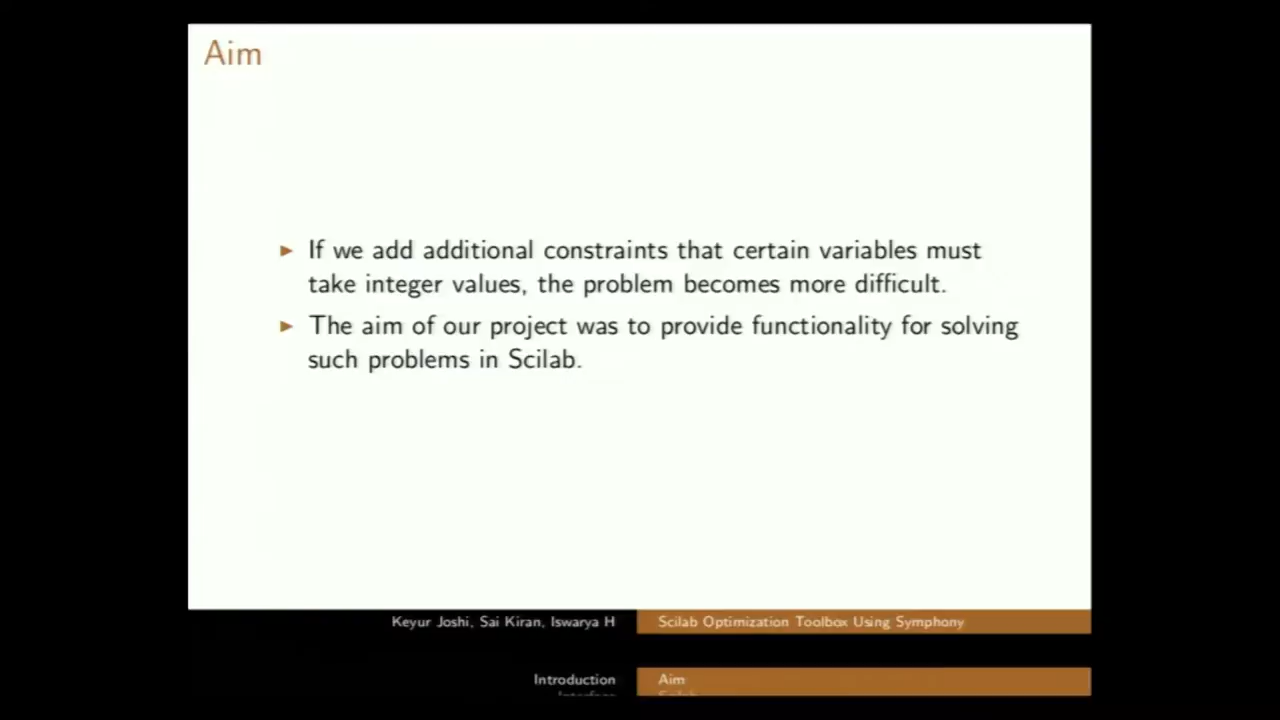 Aim
▶ If we add additional constraints that certain variables must
take integer values, the problem becomes more difficult.
▶ The aim of our project was to provide functionality for solving
such problems in Scilab.
Keyur Joshi, Sai Kiran, Iswarya H
Scilab Optimization Toolbox Using Symphony
Introduction
Aim